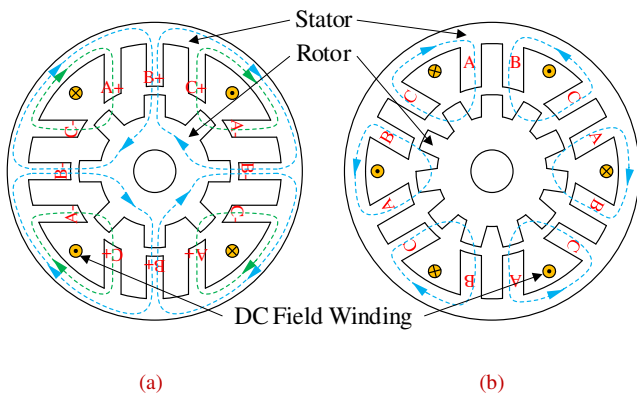 Stator
Rotor
A+
B+
C+
C-
A-
B-
B-
A-
C-
C+
B+
A+
A
B
C
C
B
A
A
B
C
C
B
A
DC Field Winding
(a)
(b)